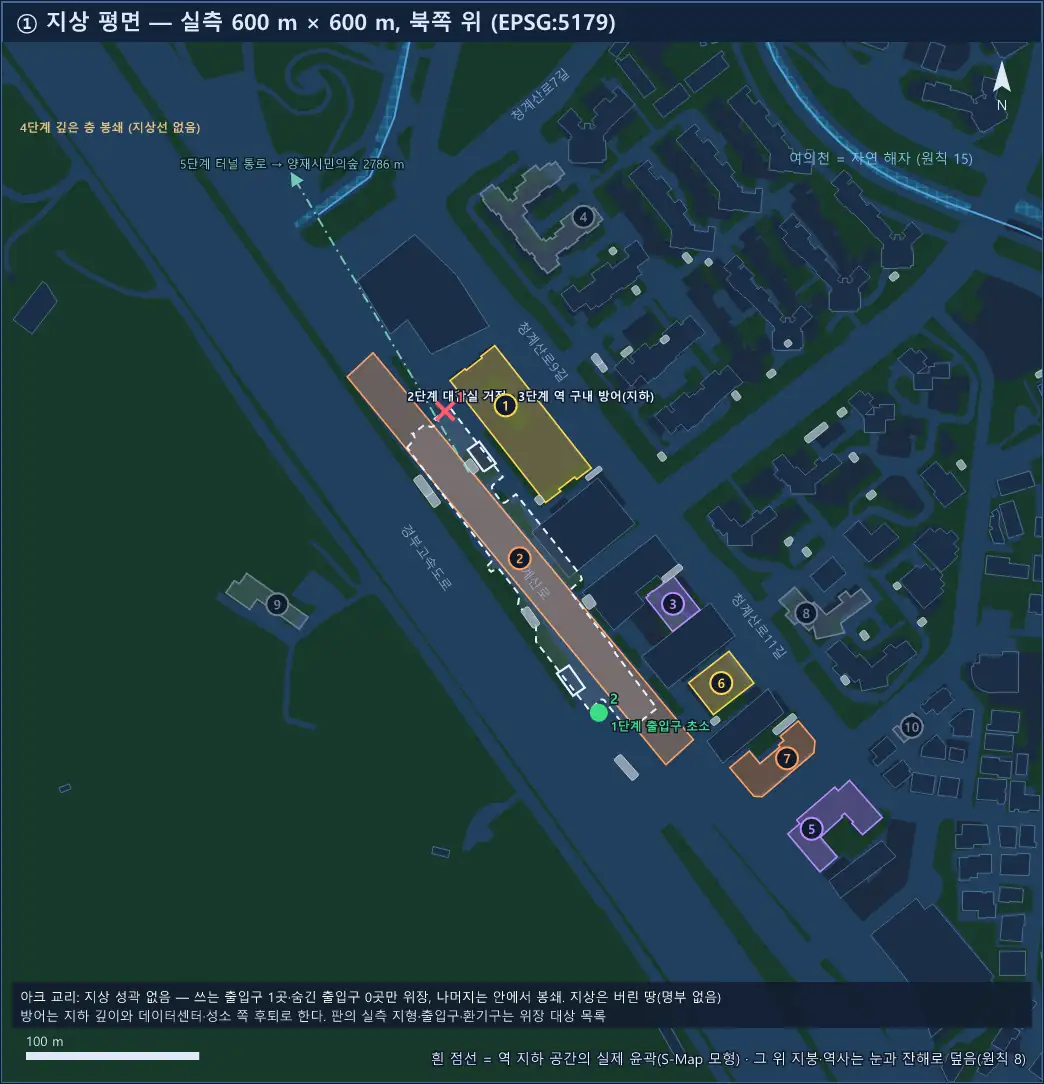 ① 지상 평면 — 실측 600 m × 600 m, 북쪽 위 (EPSG:5179)
N
청계산로7길
4단계 깊은 층 봉쇄 (지상선 없음)
5단계 터널 통로 → 양재시민의숲 2786 m
여의천 = 자연 해자 (원칙 15)
4
청계산로9길
2단계 대합실 거점
3단계 역 구내 방어(지하)
1
경부고속도로
2
계산로
9
3
청계산로11길
8
6
2
1단계 출입구 초소
7
10
5
아크 교리: 지상 성곽 없음 — 쓰는 출입구 1곳·숨긴 출입구 0곳만 위장, 나머지는 안에서 봉쇄. 지상은 버린 땅(명부 없음)
방어는 지하 깊이와 데이터센터·성소 쪽 후퇴로 한다. 판의 실측 지형·출입구·환기구는 위장 대상 목록
100 m
흰 점선 = 역 지하 공간의 실제 윤곽(S-Map 모형) · 그 위 지붕·역사는 눈과 잔해로 덮음(원칙 8)